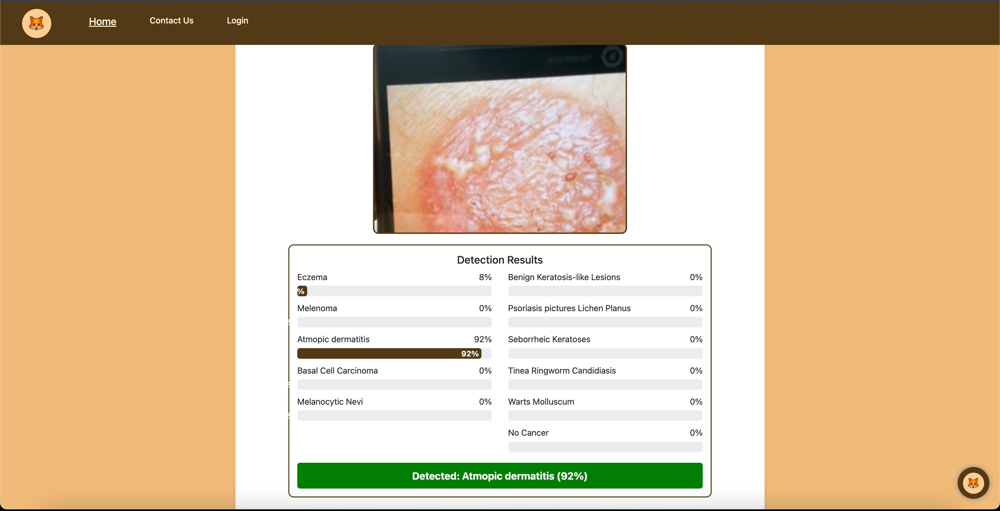 Home
Contact Us
Login
Detection Results
Eczema 8%
%
Melenoma 0%
Atmopic dermatitis 92%
92%
Basal Cell Carcinoma 0%
Melanocytic Nevi 0%
Benign Keratosis-like Lesions 0%
Psoriasis pictures Lichen Planus 0%
Seborrheic Keratoses 0%
Tinea Ringworm Candidiasis 0%
Warts Molluscum 0%
No Cancer 0%
Detected: Atmopic dermatitis (92%)